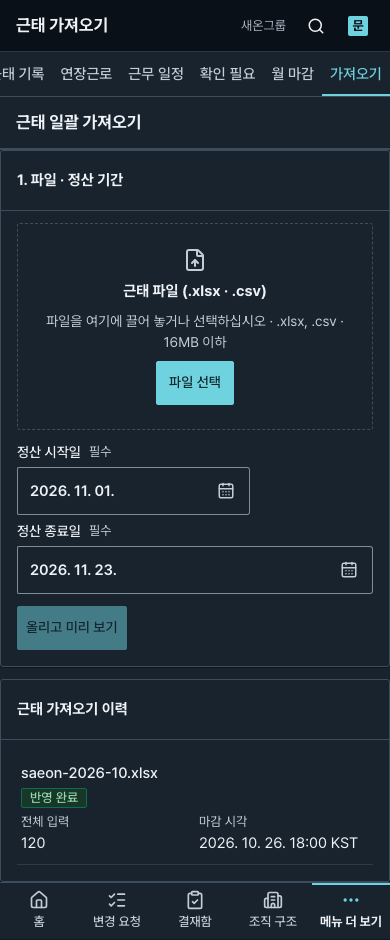 근태 가져오기
새온그룹
문
태 기록
연장근로
근무 일정
확인 필요
월 마감
가져오기
근태 일괄 가져오기
1. 파일 · 정산 기간
근태 파일 (.xlsx · .csv)
파일을 여기에 끌어 놓거나 선택하십시오 · .xlsx, .csv ·
16MB 이하
파일 선택
정산 시작일 필수
2026. 11. 01.
정산 종료일 필수
2026. 11. 23.
올리고 미리 보기
근태 가져오기 이력
saeon-2026-10.xlsx
반영 완료
전체 입력
마감 시각
120
2026. 10. 26. 18:00 KST
홈
변경 요청
결재함
조직 구조
메뉴 더 보기